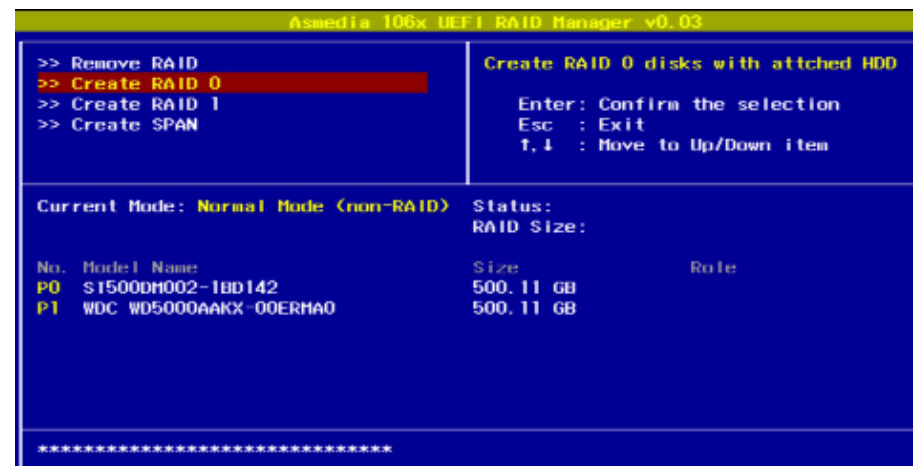 Asmedia 106x UEFI RAID Manager v0.03
>> Remove RAID
>> Create RAID 0
>> Create RAID 1
>> Create SPAN
Create RAID 0 disks with attched HDD
Enter: Confirm the selection
Esc : Exit
↑,↓ : Move to Up/Down item
Current Mode: Normal Mode (non-RAID)
Status:
RAID Size:
No. Model Name Size Role
P0 ST500DM002-1BD142 500.11 GB
P1 WDC WD5000AAKX-00ERMA0 500.11 GB
*******************************